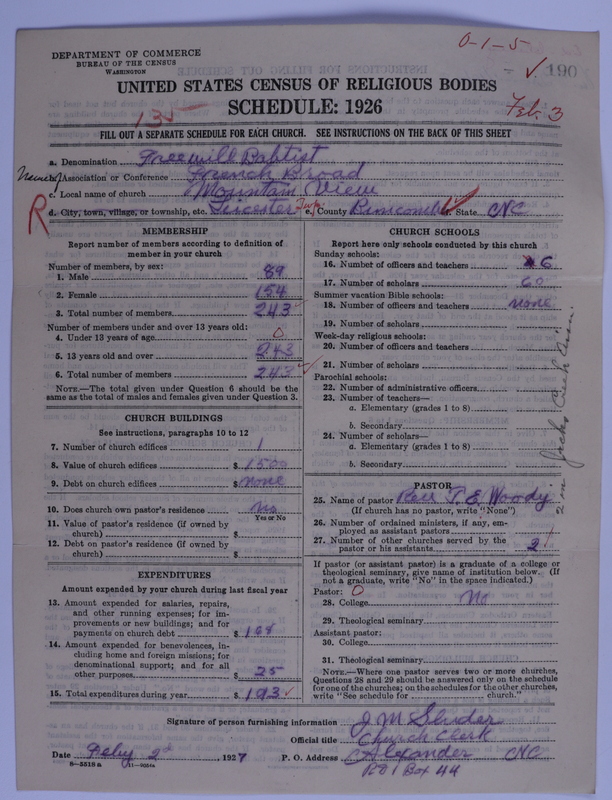 0-1-5
DEPARTMENT OF COMMERCE
BUREAU OF THE CENSUS
WASHINGTON
✓ 190
UNITED STATES CENSUS OF RELIGIOUS BODIES
SCHEDULE: 1926
135
Feb. 3
FILL OUT A SEPARATE SCHEDULE FOR EACH CHURCH. SEE INSTRUCTIONS ON THE BACK OF THIS SHEET
a. Denomination Freewill Baptist
b. Association or Conference French Broad
c. Local name of church Mountain View
R d. City, town, village, or township, etc. Leicester Twp. e. County Buncombe f. State NC
MEMBERSHIP
Report number of members according to definition of
member in your church
Number of members, by sex:
1. Male 89
2. Female 154
3. Total number of members 243
Number of members under and over 13 years old:
4. Under 13 years of age 0
5. 13 years old and over 243
6. Total number of members 243 ✓
NOTE.—The total given under Question 6 should be the
same as the total of males and females given under Question 3.
CHURCH BUILDINGS
See instructions, paragraphs 10 to 12
7. Number of church edifices 1
8. Value of church edifices $ 1500
9. Debt on church edifices $ none
10. Does church own pastor's residence No
Yes or No
11. Value of pastor's residence (if owned by
church) $
12. Debt on pastor's residence (if owned by
church) $
EXPENDITURES
Amount expended by your church during last fiscal year
13. Amount expended for salaries, repairs,
and other running expenses; for im-
provements or new buildings; and for
payments on church debt $ 168
14. Amount expended for benevolences, in-
cluding home and foreign missions; for
denominational support; and for all
other purposes $ 25
15. Total expenditures during year $ 193 ✓
CHURCH SCHOOLS
Report here only schools conducted by this church
Sunday schools:
16. Number of officers and teachers 6
17. Number of scholars 60
Summer vacation Bible schools:
18. Number of officers and teachers none
19. Number of scholars
Week-day religious schools:
20. Number of officers and teachers
21. Number of scholars
Parochial schools:
22. Number of administrative officers
23. Number of teachers—
a. Elementary (grades 1 to 8)
b. Secondary
24. Number of scholars—
a. Elementary (grades 1 to 8)
b. Secondary
PASTOR
25. Name of pastor Rev T. E. Woody
(If church has no pastor, write "None")
26. Number of ordained ministers, if any, em-
ployed as assistant pastors
27. Number of other churches served by the
pastor or his assistants 2
If pastor (or assistant pastor) is a graduate of a college or
theological seminary, give name of institution below. (If
not a graduate, write "No" in the space indicated.)
Pastor: 0
28. College No
29. Theological seminary
Assistant pastor:
30. College
31. Theological seminary
NOTE.—Where one pastor serves two or more churches,
Questions 28 and 29 should be answered only on the schedule
for one of the churches; on the schedules for the other churches,
write "See schedule for church."
Signature of person furnishing information J M Sluder
Official title Church Clerk
Date Feby 2d, 1927 P. O. Address Alexander NC
8—5518 a
Rt 1 Box 44